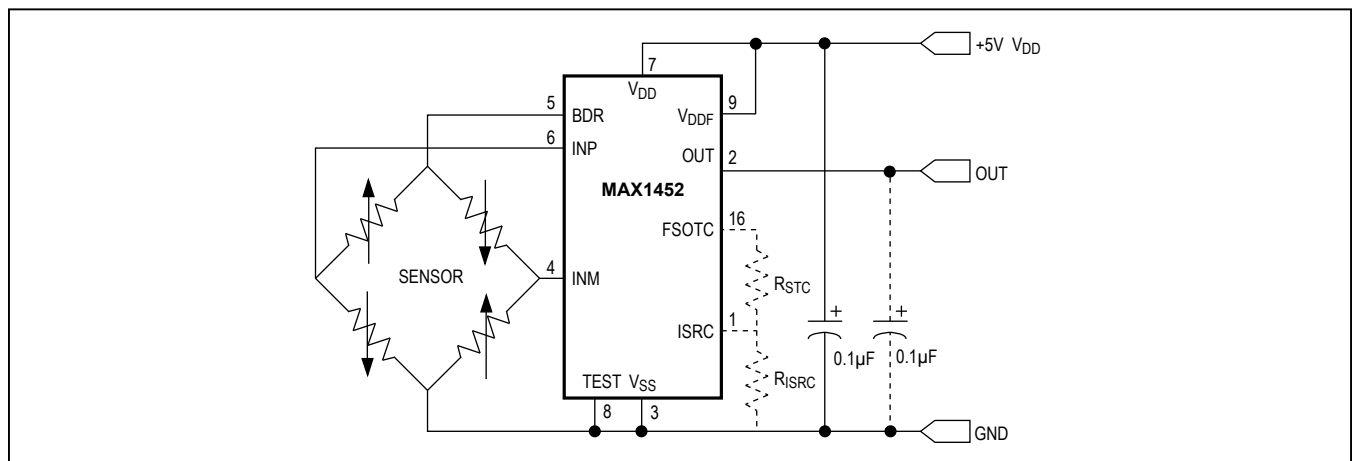 +5V VDD
7
VDD
5
BDR
9
VDDF
6
INP
OUT
2
OUT
MAX1452
16
FSOTC
RSTC
SENSOR
4
INM
1
ISRC
+
+
0.1µF
0.1µF
RISRC
TEST VSS
8
3
GND